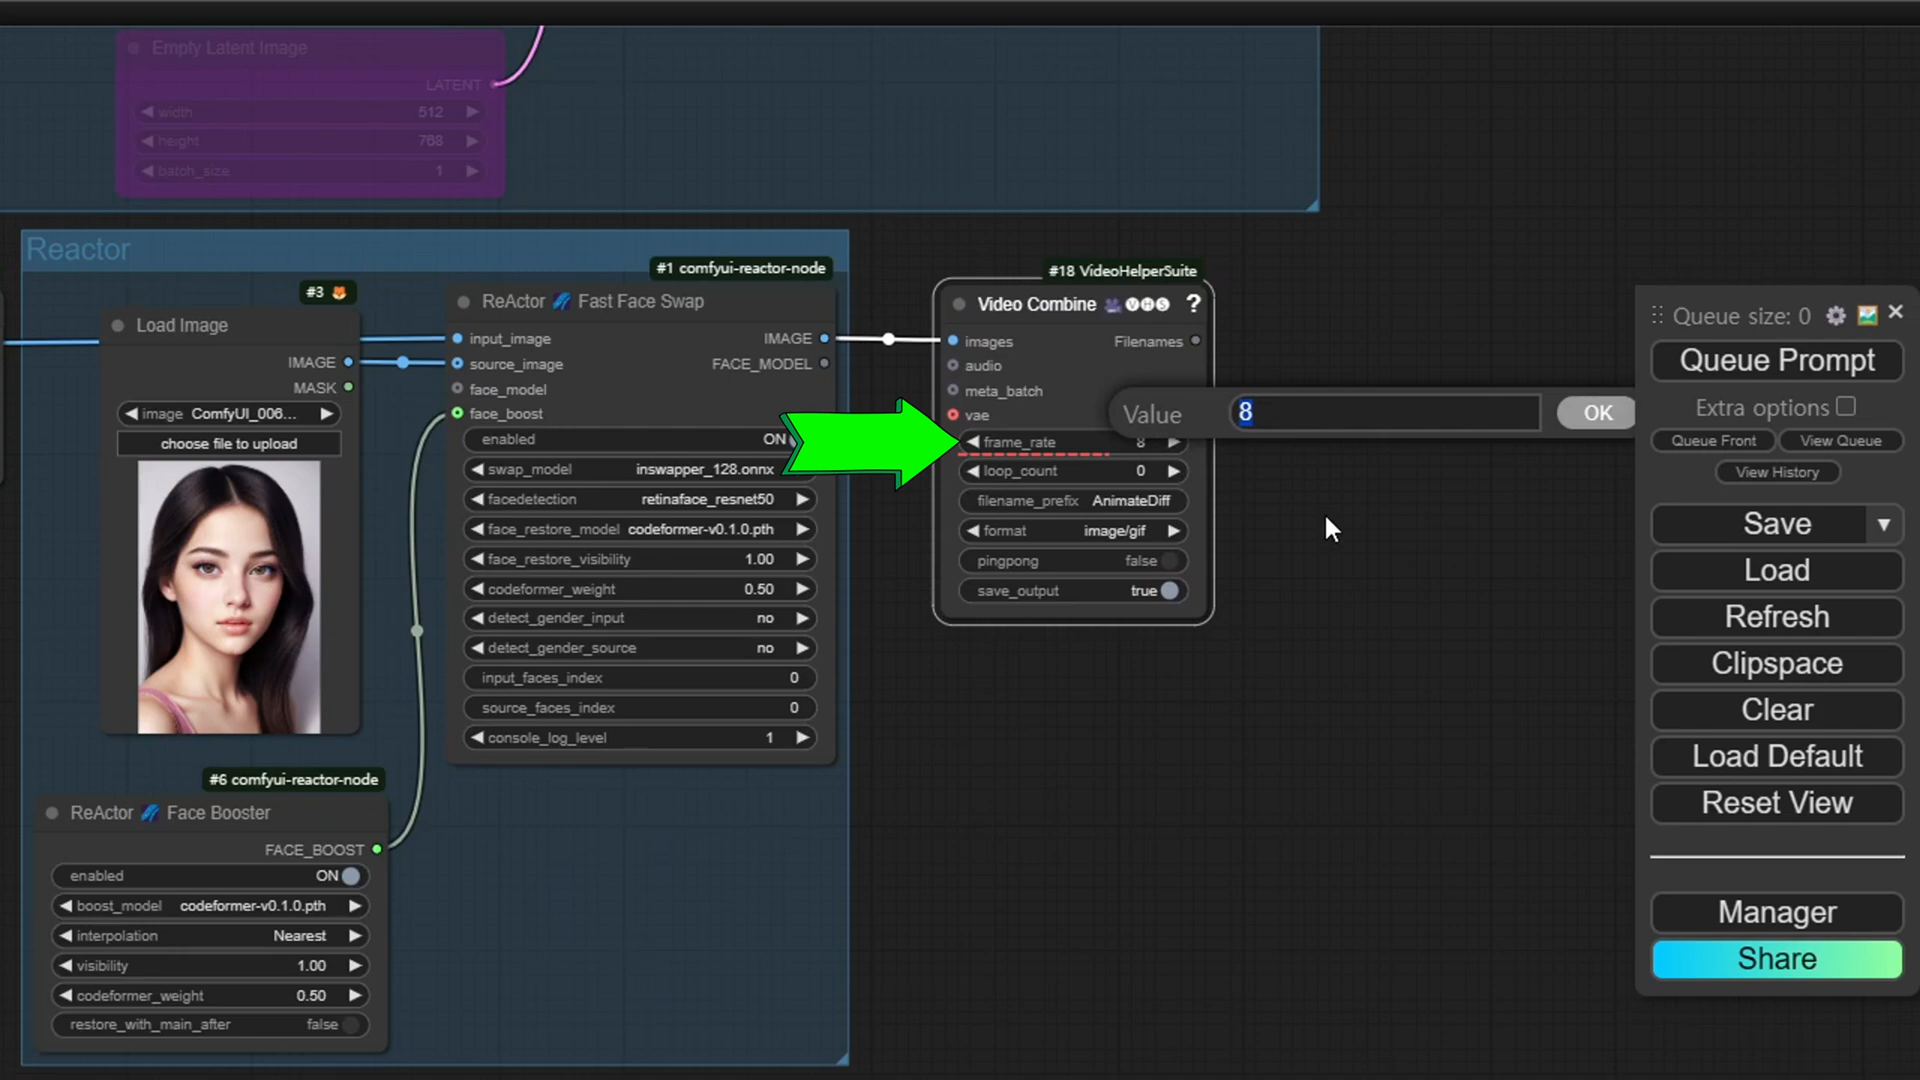 Empty Latent Image
LATENT
width 512
height 768
batch_size 1
Reactor
#3
Load Image
IMAGE
MASK
image ComfyUI_006...
choose file to upload
#1 comfyui-reactor-node
ReActor Fast Face Swap
input_image IMAGE
source_image FACE_MODEL
face_model
face_boost
enabled ON
swap_model inswapper_128.onnx
facedetection retinaface_resnet50
face_restore_model codeformer-v0.1.0.pth
face_restore_visibility 1.00
codeformer_weight 0.50
detect_gender_input no
detect_gender_source no
input_faces_index 0
source_faces_index 0
console_log_level 1
#6 comfyui-reactor-node
ReActor Face Booster
FACE_BOOST
enabled ON
boost_model codeformer-v0.1.0.pth
interpolation Nearest
visibility 1.00
codeformer_weight 0.50
restore_with_main_after false
#18 VideoHelperSuite
Video Combine VHS ?
images Filenames
audio
meta_batch
vae
Value 8 OK
frame_rate 8
loop_count 0
filename_prefix AnimateDiff
format image/gif
pingpong false
save_output true
Queue size: 0
Queue Prompt
Extra options
Queue Front View Queue
View History
Save
Load
Refresh
Clipspace
Clear
Load Default
Reset View
Manager
Share